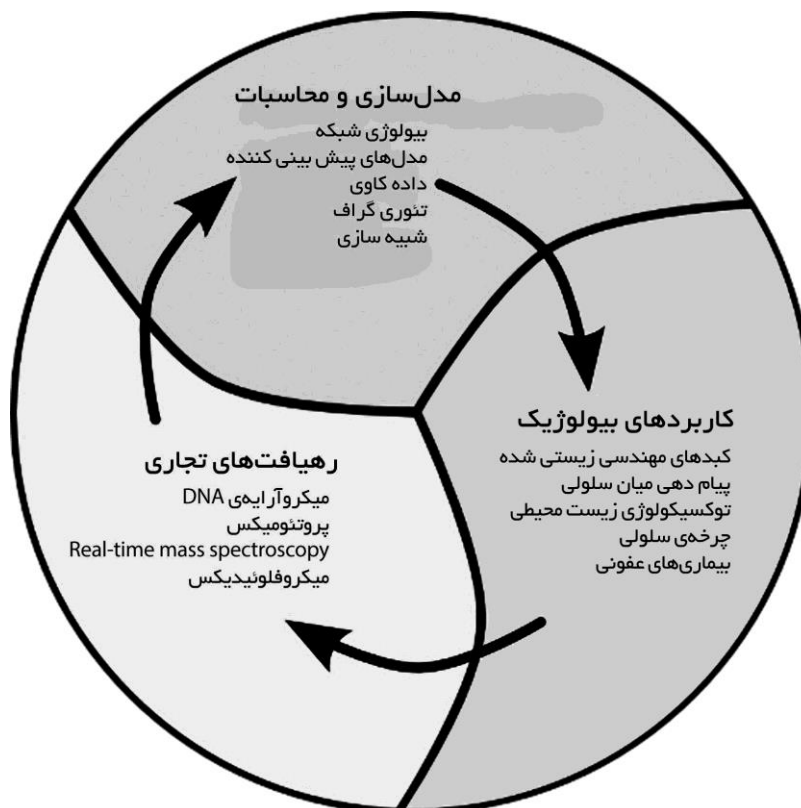 مدل‌سازی و محاسبات
بیولوژی شبکه
مدل‌های پیش بینی کننده
داده کاوی
تئوری گراف
شبیه سازی
کاربردهای بیولوژیک
کبدهای مهندسی زیستی شده
پیام دهی میان سلولی
توکسیکولوژی زیست محیطی
چرخه‌ی سلولی
بیماری‌های عفونی
رهیافت‌های تجاری
میکروآرایه‌ی DNA
پروتئومیکس
Real-time mass spectroscopy
میکروفلوئیدیکس